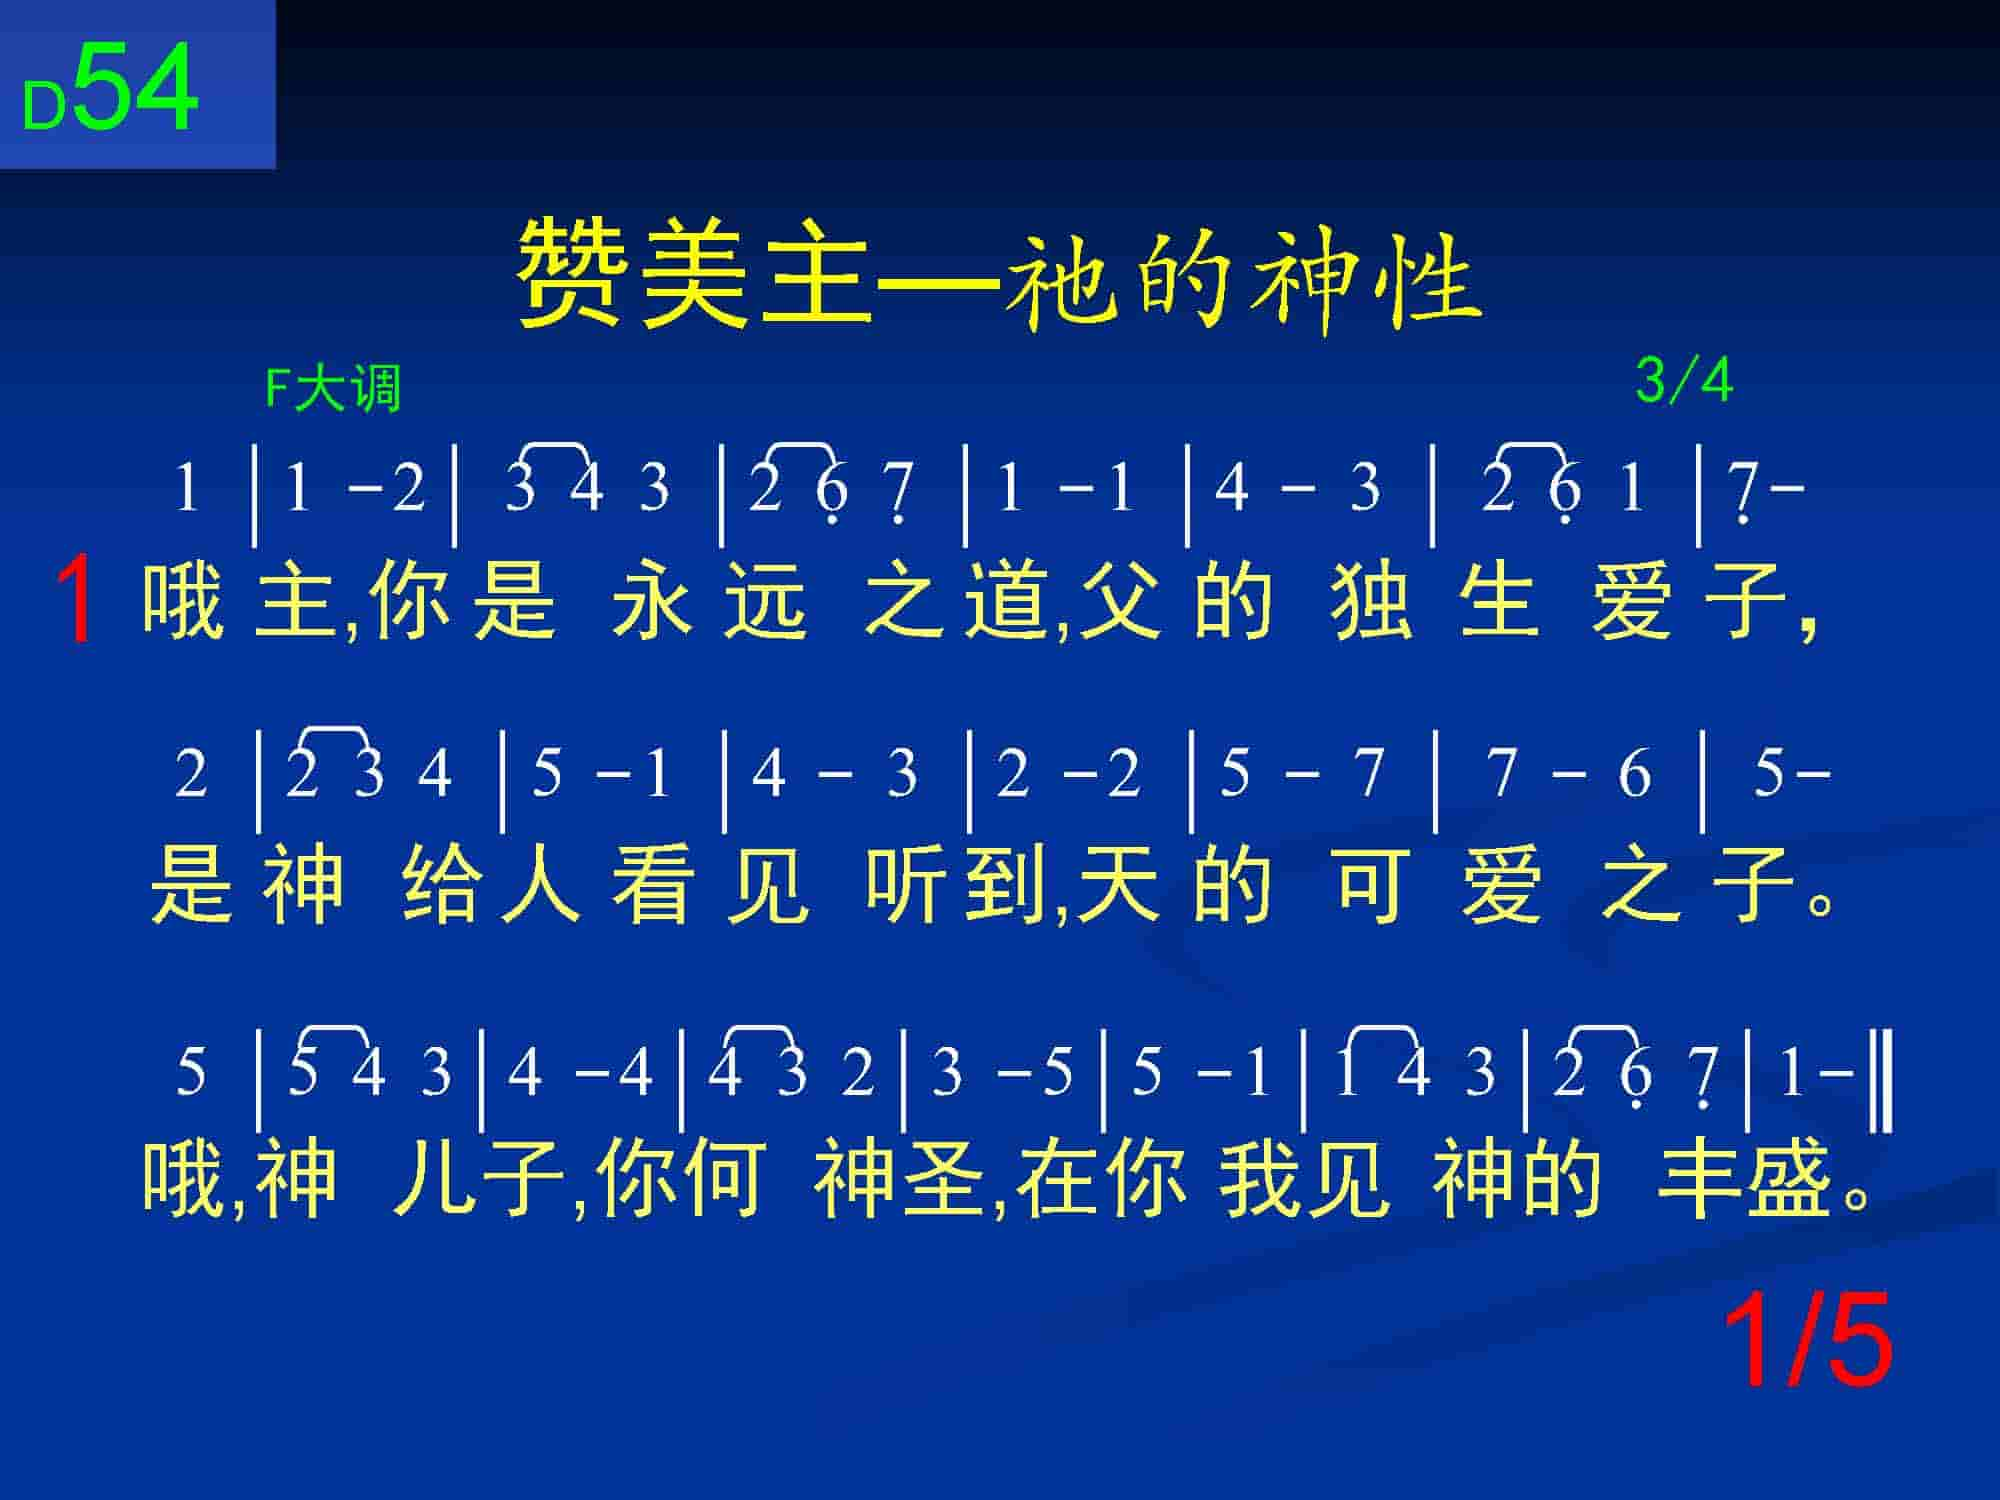 D54
赞美主—祂的神性
F大调 3/4
1 | 1 -2 | 3 4 3 | 2 6̣ 7̣ | 1 -1 | 4 - 3 | 2 6̣ 1 | 7̣-
1 哦 主,你 是 永 远 之 道,父 的 独 生 爱 子，
2 | 2 3 4 | 5 -1 | 4 - 3 | 2 -2 | 5 - 7 | 7 - 6 | 5-
是 神 给 人 看 见 听 到,天 的 可 爱 之 子。
5 | 5 4 3 | 4 -4 | 4 3 2 | 3 -5 | 5 -1 | 1 4 3 | 2 6̣ 7̣ | 1-‖
哦,神 儿 子,你 何 神 圣,在 你 我 见 神 的 丰 盛。
1/5